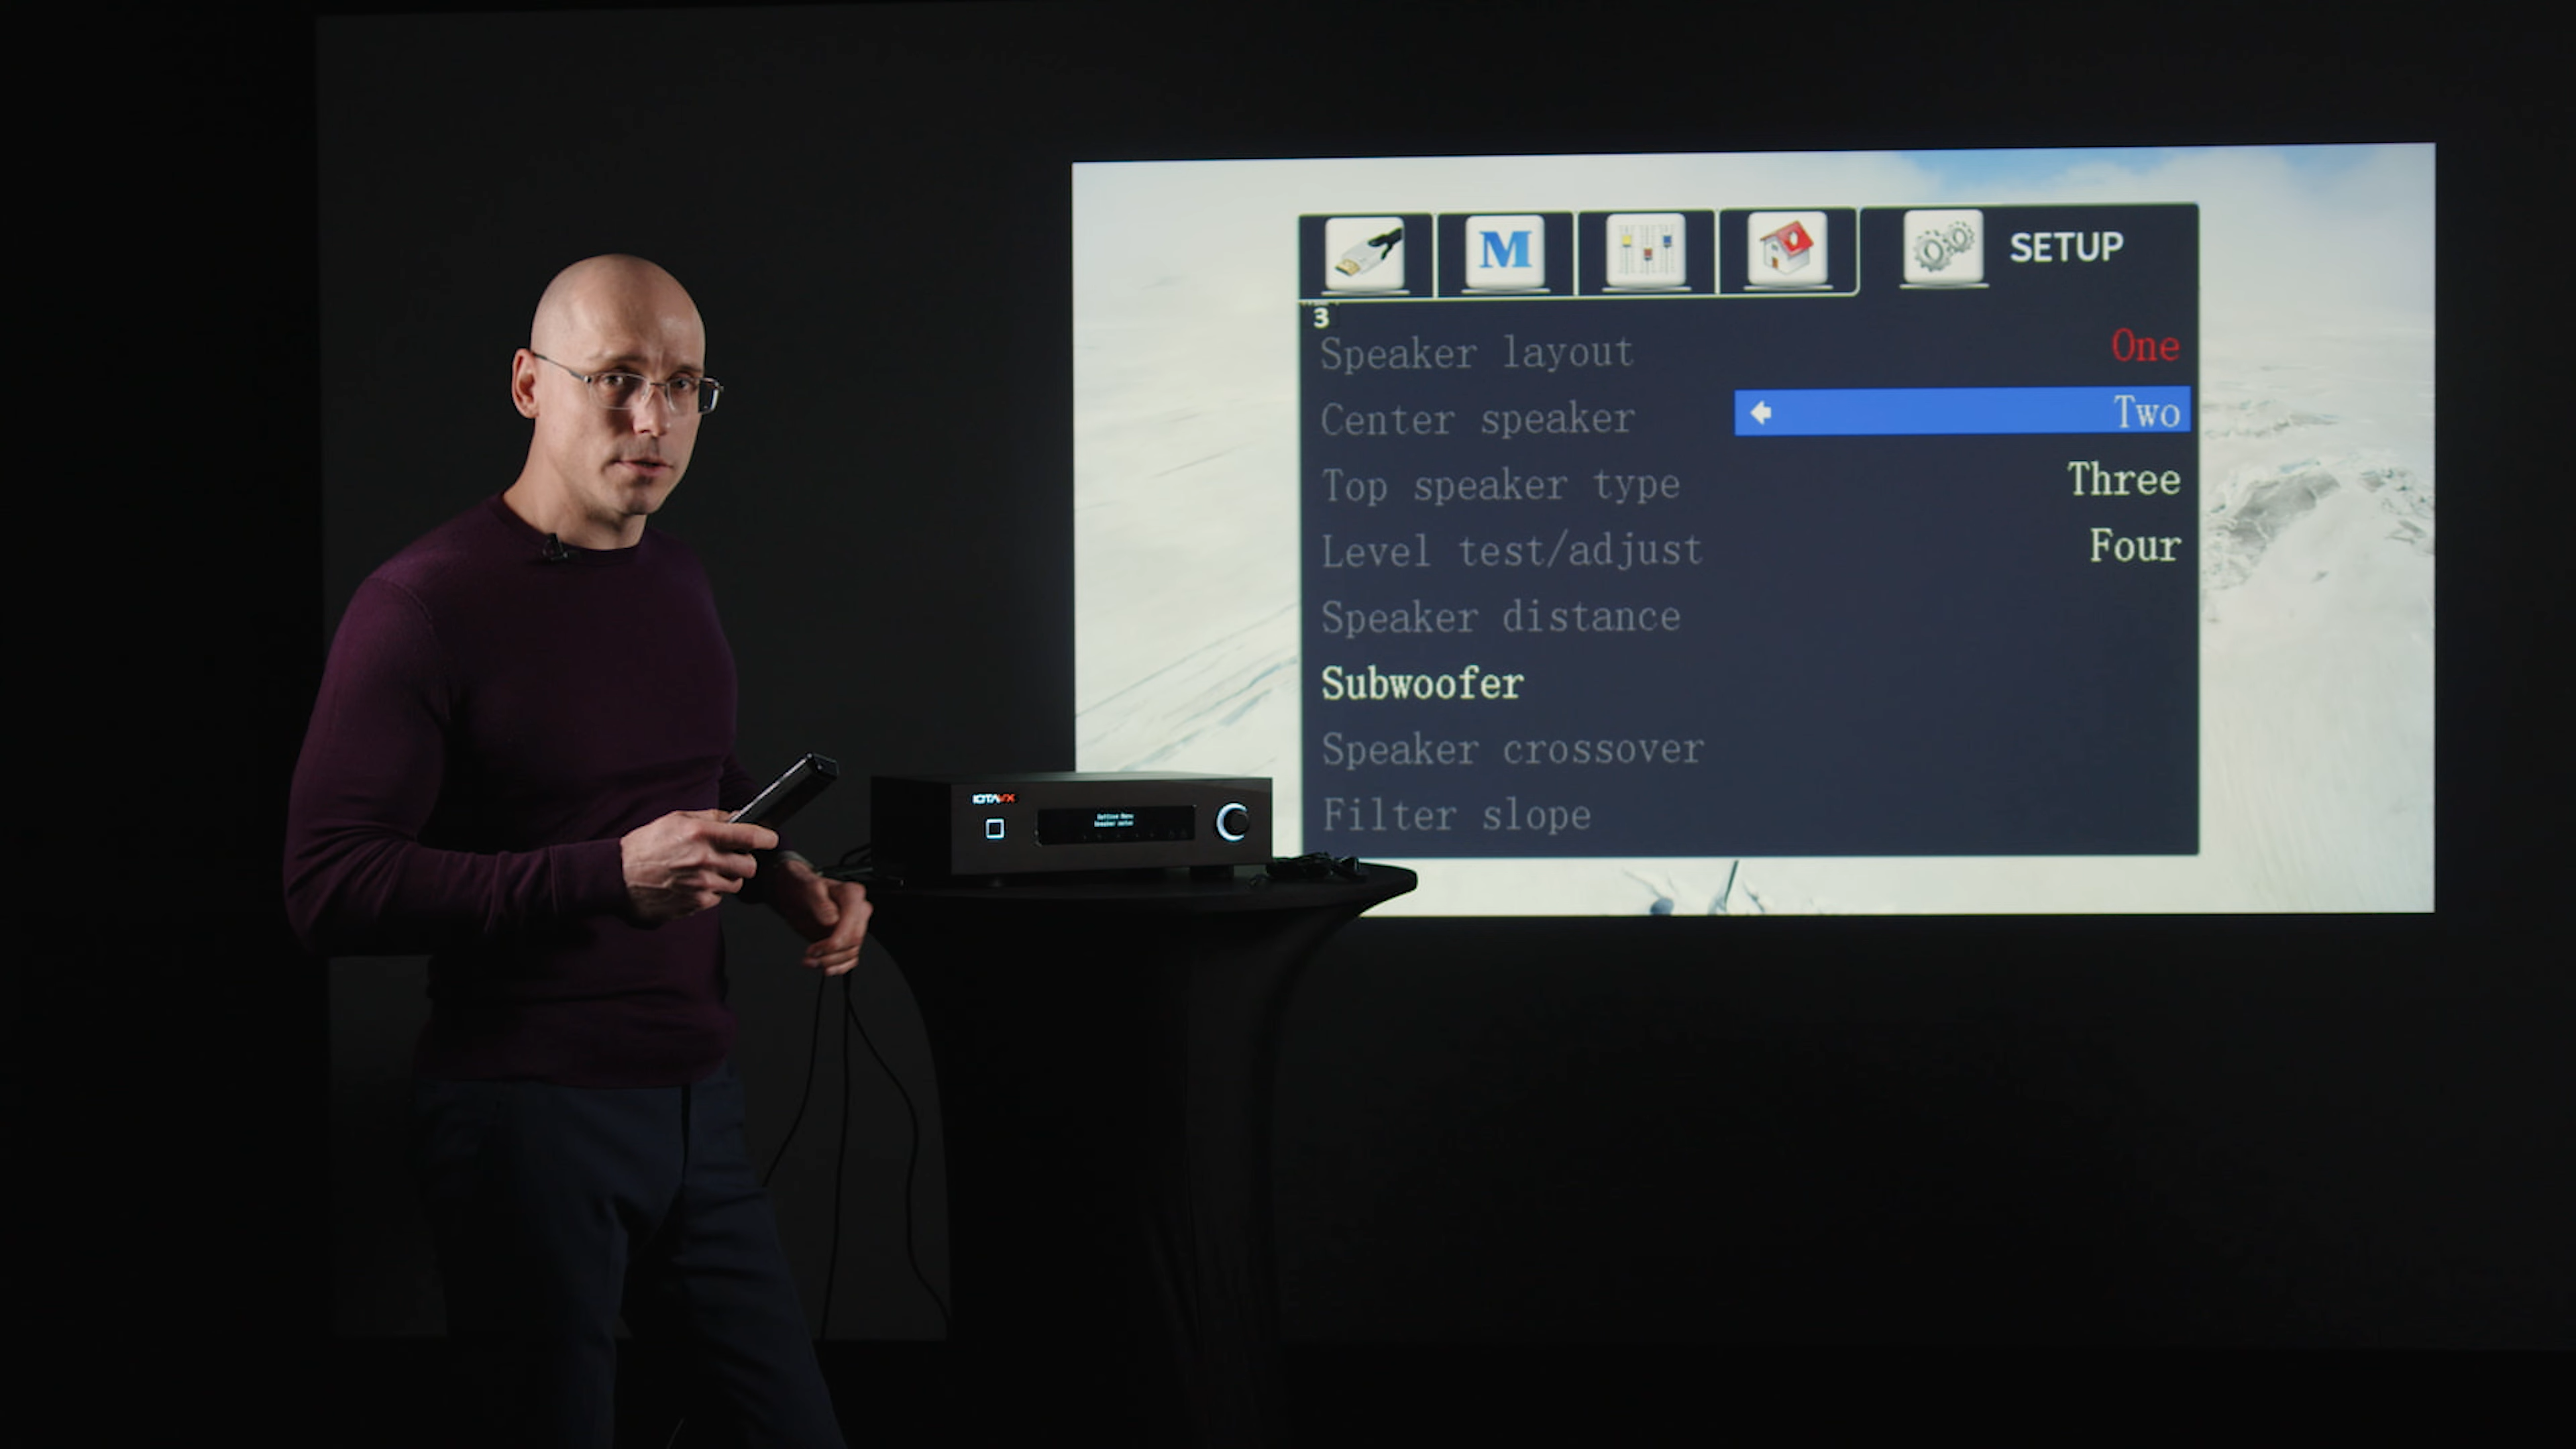 M
SETUP
3
Speaker layout One
Center speaker Two
Top speaker type Three
Level test/adjust Four
Speaker distance
Subwoofer
Speaker crossover
Filter slope
IOTAVX